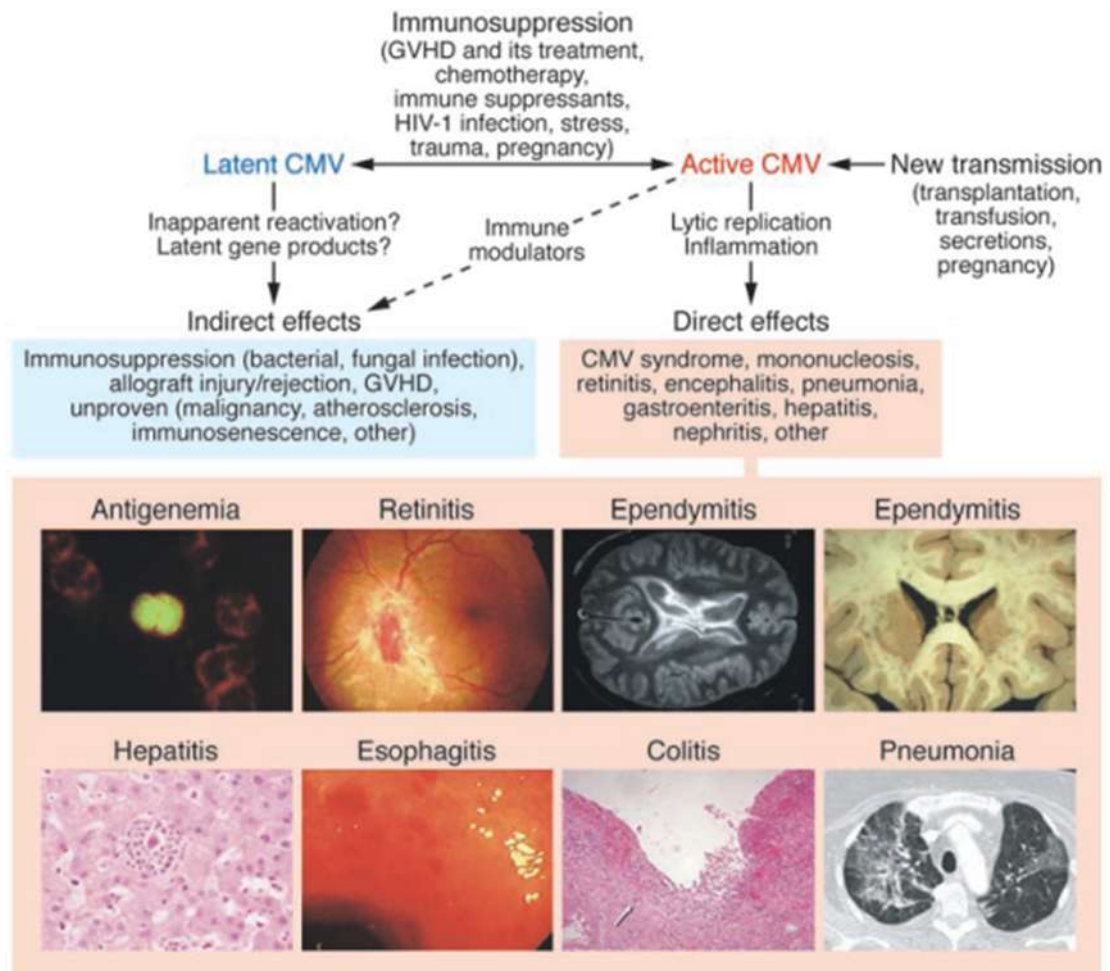 Immunosuppression
(GVHD and its treatment,
chemotherapy,
immune suppressants,
HIV-1 infection, stress,
trauma, pregnancy)
Latent CMV
Active CMV
New transmission
(transplantation,
transfusion,
secretions,
pregnancy)
Inapparent reactivation?
Latent gene products?
Immune
modulators
Lytic replication
Inflammation
Indirect effects
Direct effects
Immunosuppression (bacterial, fungal infection),
allograft injury/rejection, GVHD,
unproven (malignancy, atherosclerosis,
immunosenescence, other)
CMV syndrome, mononucleosis,
retinitis, encephalitis, pneumonia,
gastroenteritis, hepatitis,
nephritis, other
Antigenemia
Retinitis
Ependymitis
Ependymitis
Hepatitis
Esophagitis
Colitis
Pneumonia